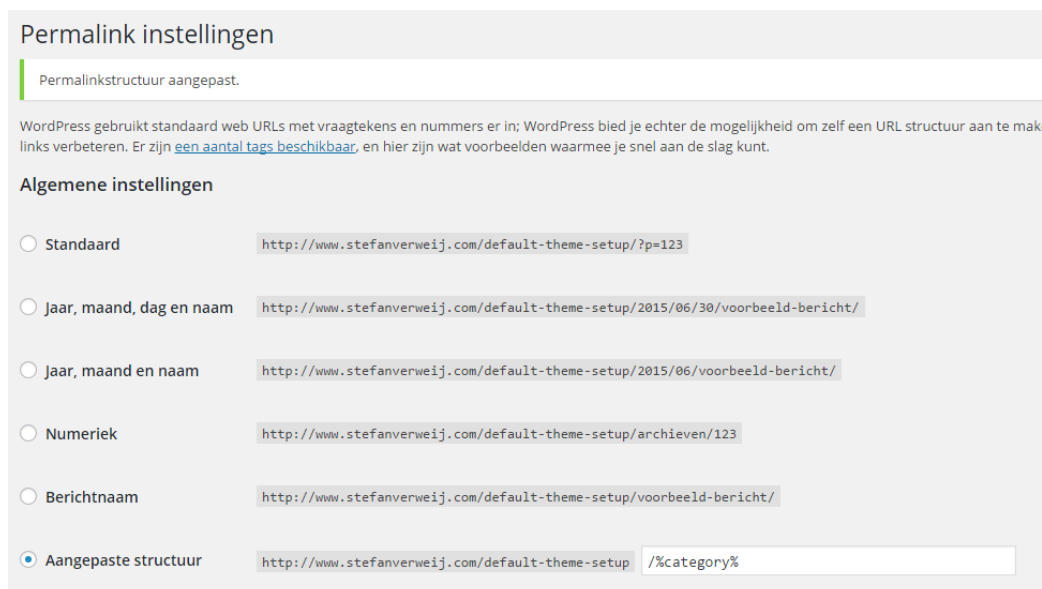 Permalink instellingen
Permalinkstructuur aangepast.
WordPress gebruikt standaard web URLs met vraagtekens en nummers er in; WordPress bied je echter de mogelijkheid om zelf een URL structuur aan te
links verbeteren. Er zijn een aantal tags beschikbaar, en hier zijn wat voorbeelden waarmee je snel aan de slag kunt.
Algemene instellingen
Standaard http://www.stefanverweij.com/default-theme-setup/?p=123
Jaar, maand, dag en naam http://www.stefanverweij.com/default-theme-setup/2015/06/30/voorbeeld-bericht/
Jaar, maand en naam http://www.stefanverweij.com/default-theme-setup/2015/06/voorbeeld-bericht/
Numeriek http://www.stefanverweij.com/default-theme-setup/archieven/123
Berichtnaam http://www.stefanverweij.com/default-theme-setup/voorbeeld-bericht/
Aangepaste structuur http://www.stefanverweij.com/default-theme-setup /%category%